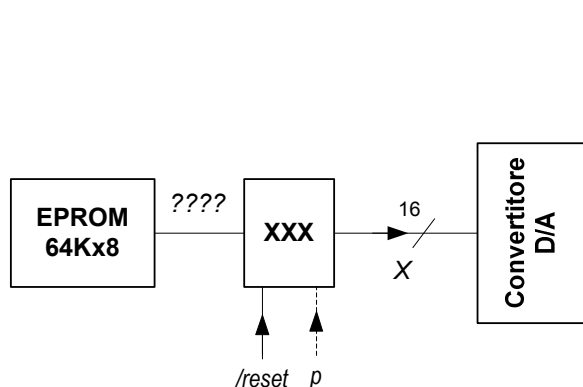 EPROM
64Kx8
????
XXX
16
X
Convertitore
D/A
/reset
p